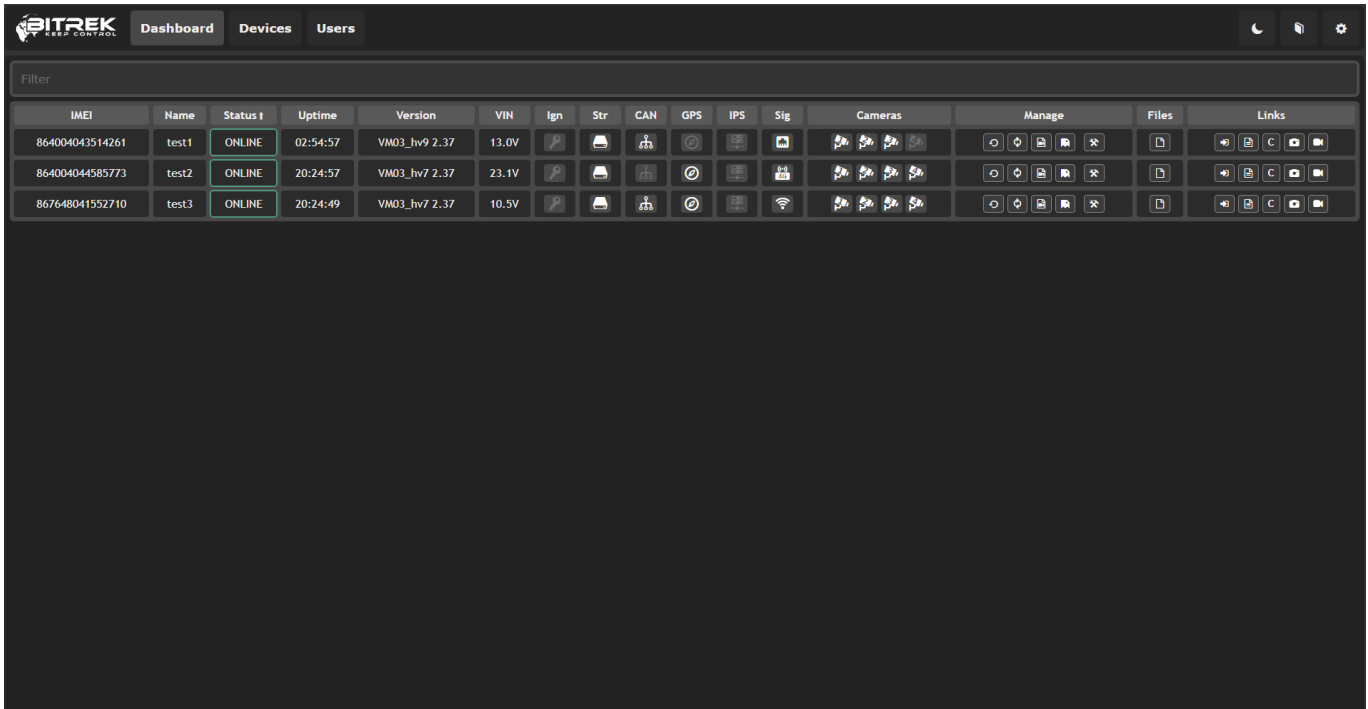 BITREK Dashboard Devices Users
KEEP CONTROL
Filter
IMEI Name Status Uptime Version VIN Ign Str CAN GPS IPS Sig Cameras Manage Files Links
864004043514261 test1 ONLINE 02:54:57 VM03_hv9 2.37 13.0V C
864004044585773 test2 ONLINE 20:24:57 VM03_hv7 2.37 23.1V 4G C
867648041552710 test3 ONLINE 20:24:49 VM03_hv7 2.37 10.5V C